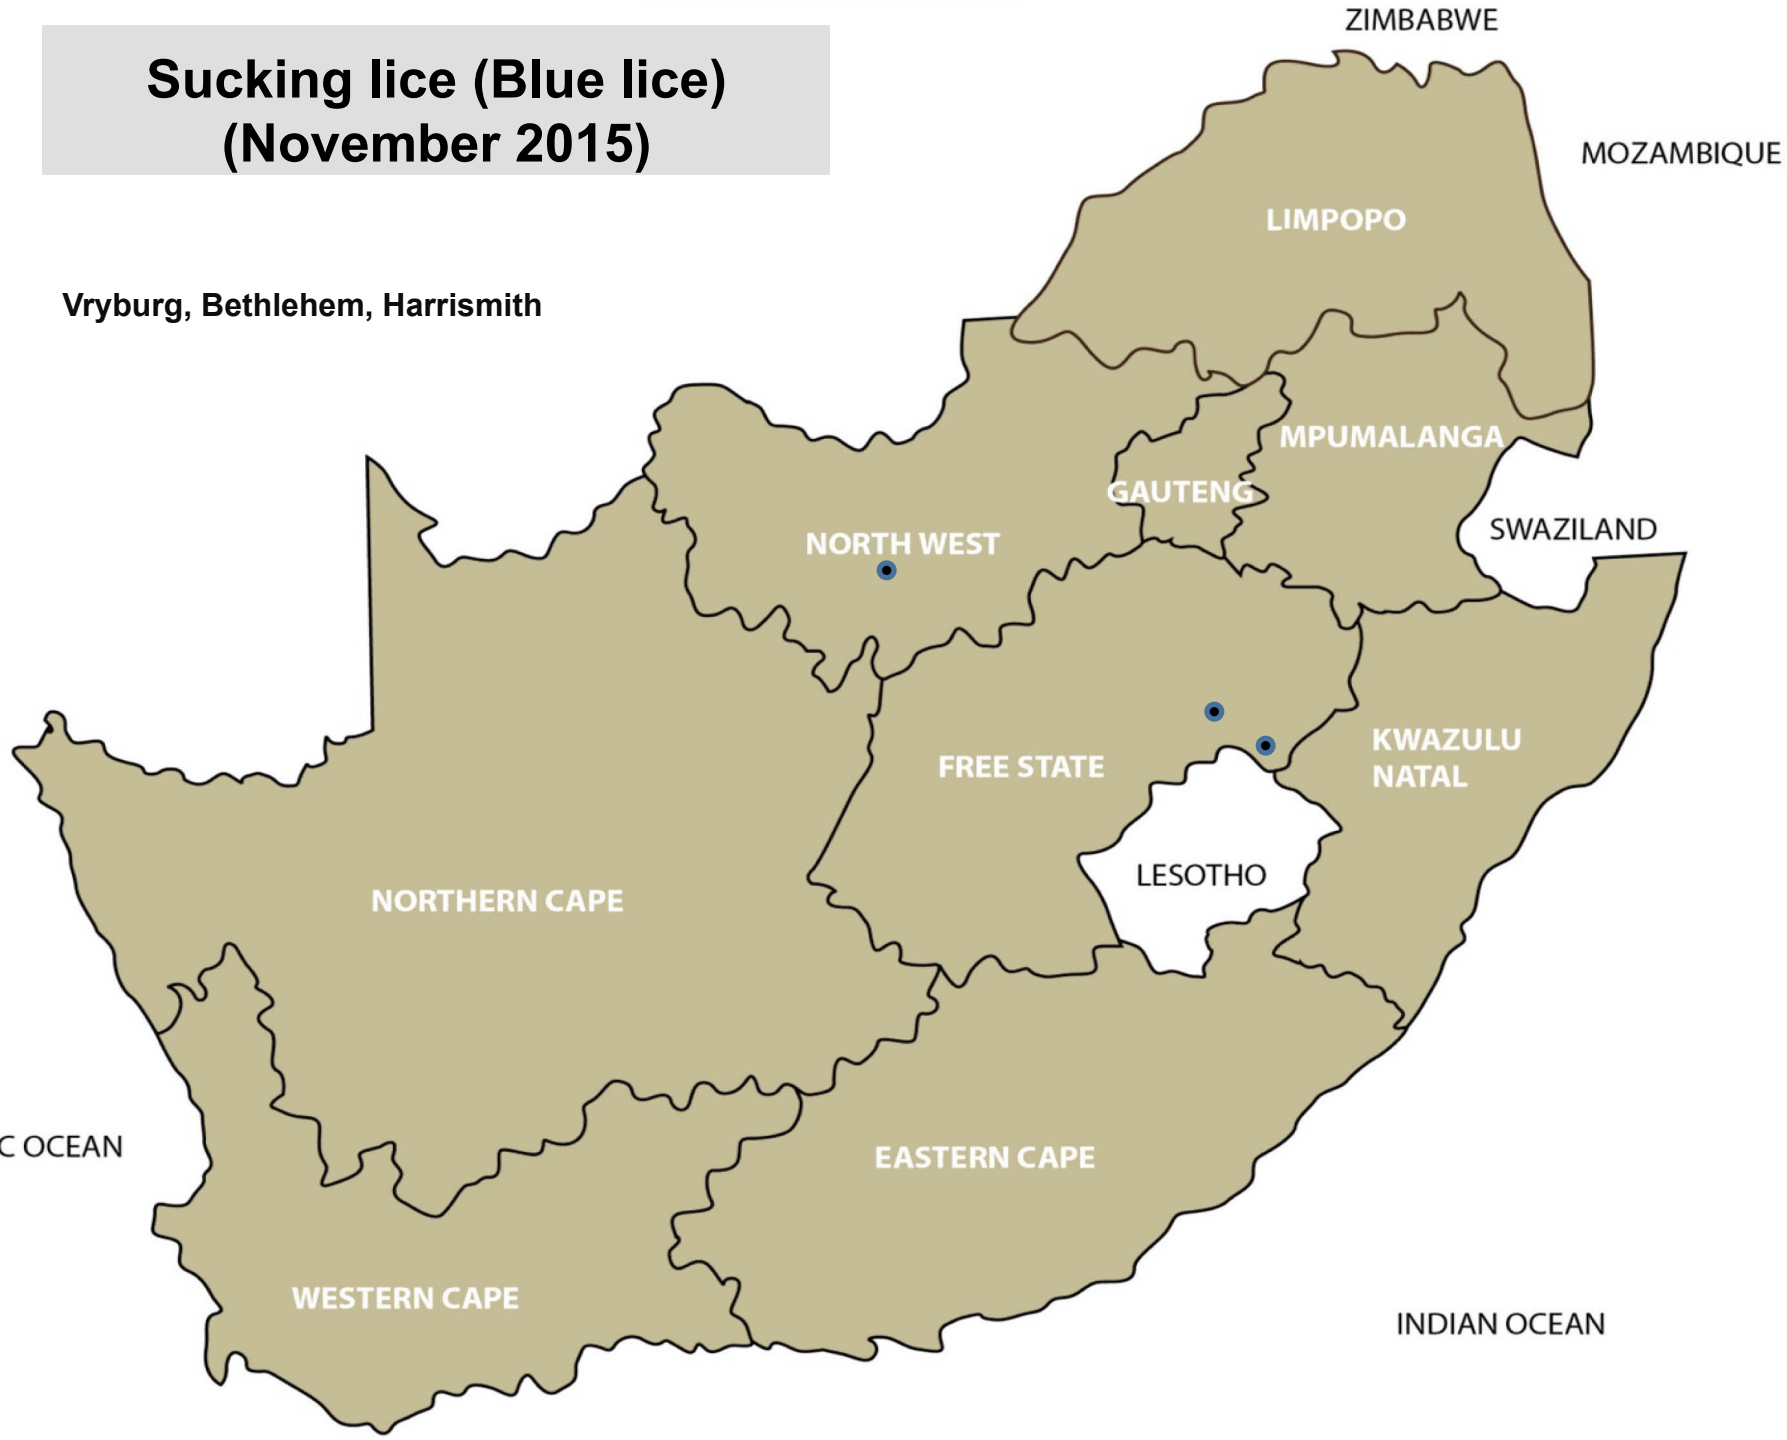 Sucking lice (Blue lice)
(November 2015)
Vryburg, Bethlehem, Harrismith
ZIMBABWE
MOZAMBIQUE
LIMPOPO
MPUMALANGA
GAUTENG
SWAZILAND
NORTH WEST
KWAZULU
NATAL
FREE STATE
LESOTHO
NORTHERN CAPE
C OCEAN
EASTERN CAPE
WESTERN CAPE
INDIAN OCEAN